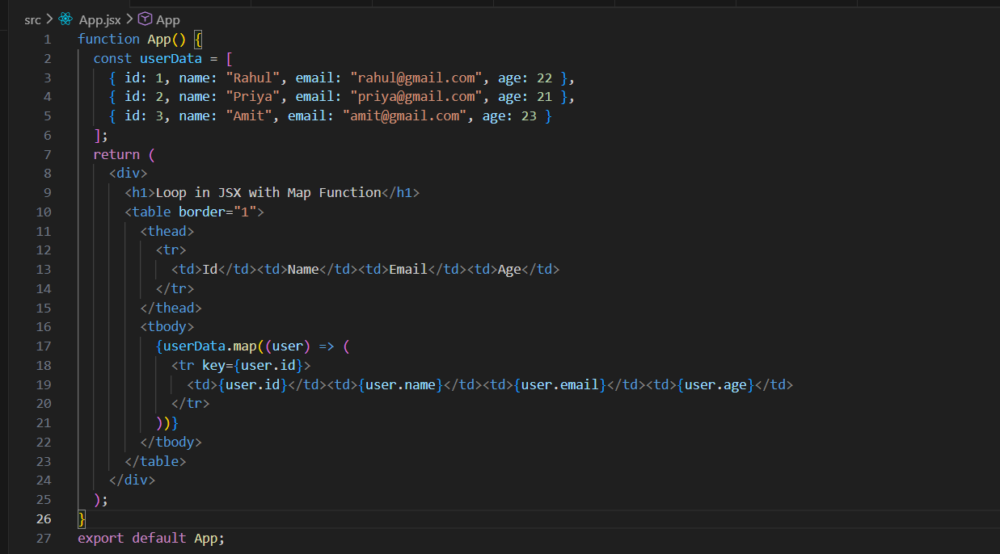 src > App.jsx > App
1 function App() {
2   const userData = [
3     { id: 1, name: "Rahul", email: "rahul@gmail.com", age: 22 },
4     { id: 2, name: "Priya", email: "priya@gmail.com", age: 21 },
5     { id: 3, name: "Amit", email: "amit@gmail.com", age: 23 }
6   ];
7   return (
8     <div>
9       <h1>Loop in JSX with Map Function</h1>
10       <table border="1">
11         <thead>
12           <tr>
13             <td>Id</td><td>Name</td><td>Email</td><td>Age</td>
14           </tr>
15         </thead>
16         <tbody>
17           {userData.map((user) => (
18             <tr key={user.id}>
19               <td>{user.id}</td><td>{user.name}</td><td>{user.email}</td><td>{user.age}</td>
20             </tr>
21           ))}
22         </tbody>
23       </table>
24     </div>
25   );
26 }
27 export default App;